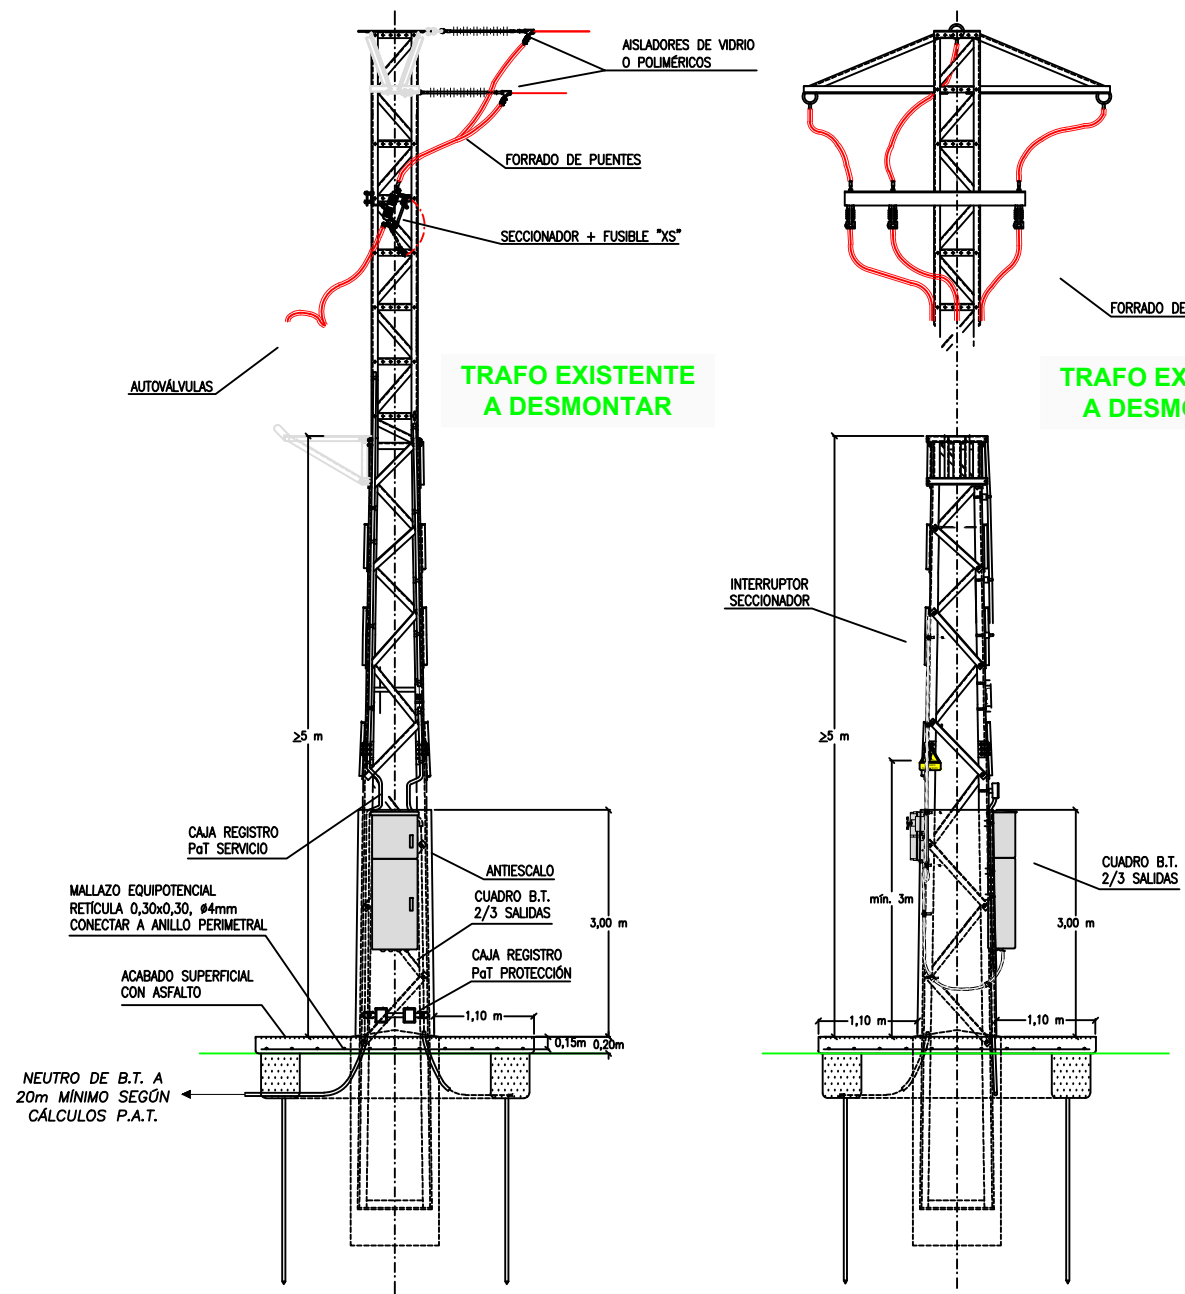 AISLADORES DE VIDRIO
O POLIMÉRICOS
FORRADO DE PUENTES
SECCIONADOR + FUSIBLE "XS"
FORRADO DE
AUTOVÁLVULAS
TRAFO EXISTENTE
A DESMONTAR
TRAFO EX
A DESM
INTERRUPTOR
SECCIONADOR
≥5 m
≥5 m
CAJA REGISTRO
PaT SERVICIO
ANTIESCALO
MALLAZO EQUIPOTENCIAL
RETÍCULA 0,30x0,30, ø4mm
CONECTAR A ANILLO PERIMETRAL
CUADRO B.T.
2/3 SALIDAS
3,00 m
mín. 3m
CUADRO B.T.
2/3 SALIDAS
3,00 m
ACABADO SUPERFICIAL
CON ASFALTO
CAJA REGISTRO
PaT PROTECCIÓN
1,10 m
1,10 m
1,10 m
0,15m
0,20m
NEUTRO DE B.T. A
20m MÍNIMO SEGÚN
CÁLCULOS P.A.T.